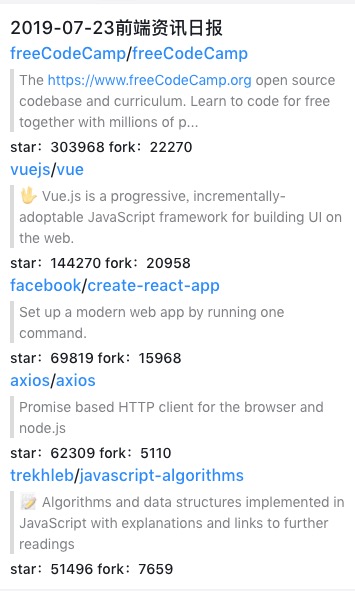 2019-07-23前端资讯日报
freeCodeCamp/freeCodeCamp
The https://www.freeCodeCamp.org open source
codebase and curriculum. Learn to code for free
together with millions of p...
star：303968 fork：22270
vuejs/vue
🖖 Vue.js is a progressive, incrementally-
adoptable JavaScript framework for building UI on
the web.
star：144270 fork：20958
facebook/create-react-app
Set up a modern web app by running one
command.
star：69819 fork：15968
axios/axios
Promise based HTTP client for the browser and
node.js
star：62309 fork：5110
trekhleb/javascript-algorithms
📝 Algorithms and data structures implemented in
JavaScript with explanations and links to further
readings
star：51496 fork：7659